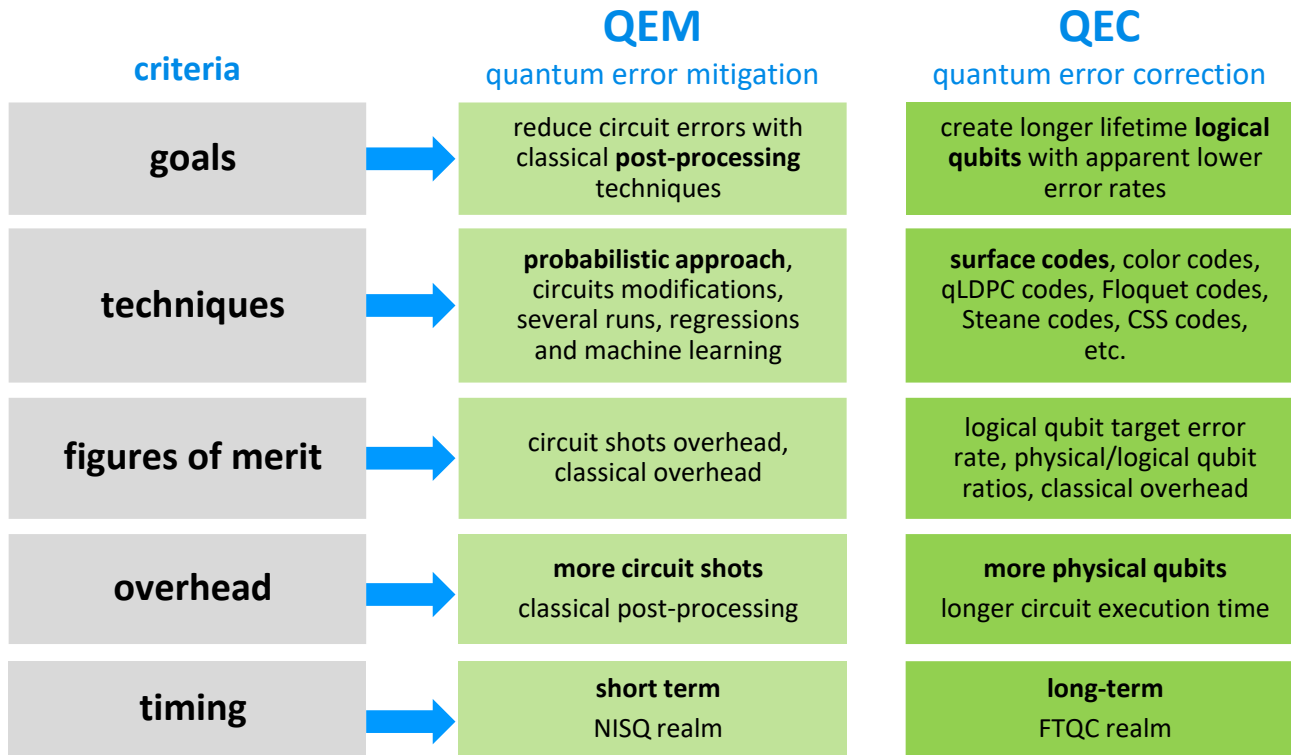 QEM
QEC
criteria
quantum error mitigation
quantum error correction
goals
reduce circuit errors with
classical post-processing
techniques
create longer lifetime logical
qubits with apparent lower
error rates
techniques
probabilistic approach,
circuits modifications,
several runs, regressions
and machine learning
surface codes, color codes,
qLDPC codes, Floquet codes,
Steane codes, CSS codes,
etc.
figures of merit
circuit shots overhead,
classical overhead
logical qubit target error
rate, physical/logical qubit
ratios, classical overhead
overhead
more circuit shots
classical post-processing
more physical qubits
longer circuit execution time
timing
short term
NISQ realm
long-term
FTQC realm